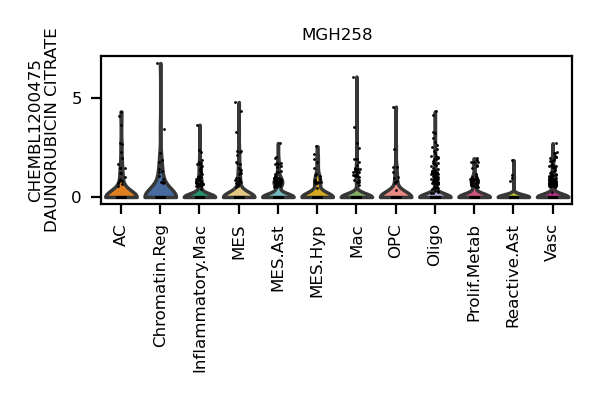 MGH258
CHEMBL1200475
DAUNORUBICIN CITRATE
5
0
AC
Chromatin.Reg
Inflammatory.Mac
MES
MES.Ast
MES.Hyp
Mac
OPC
Oligo
Prolif.Metab
Reactive.Ast
Vasc